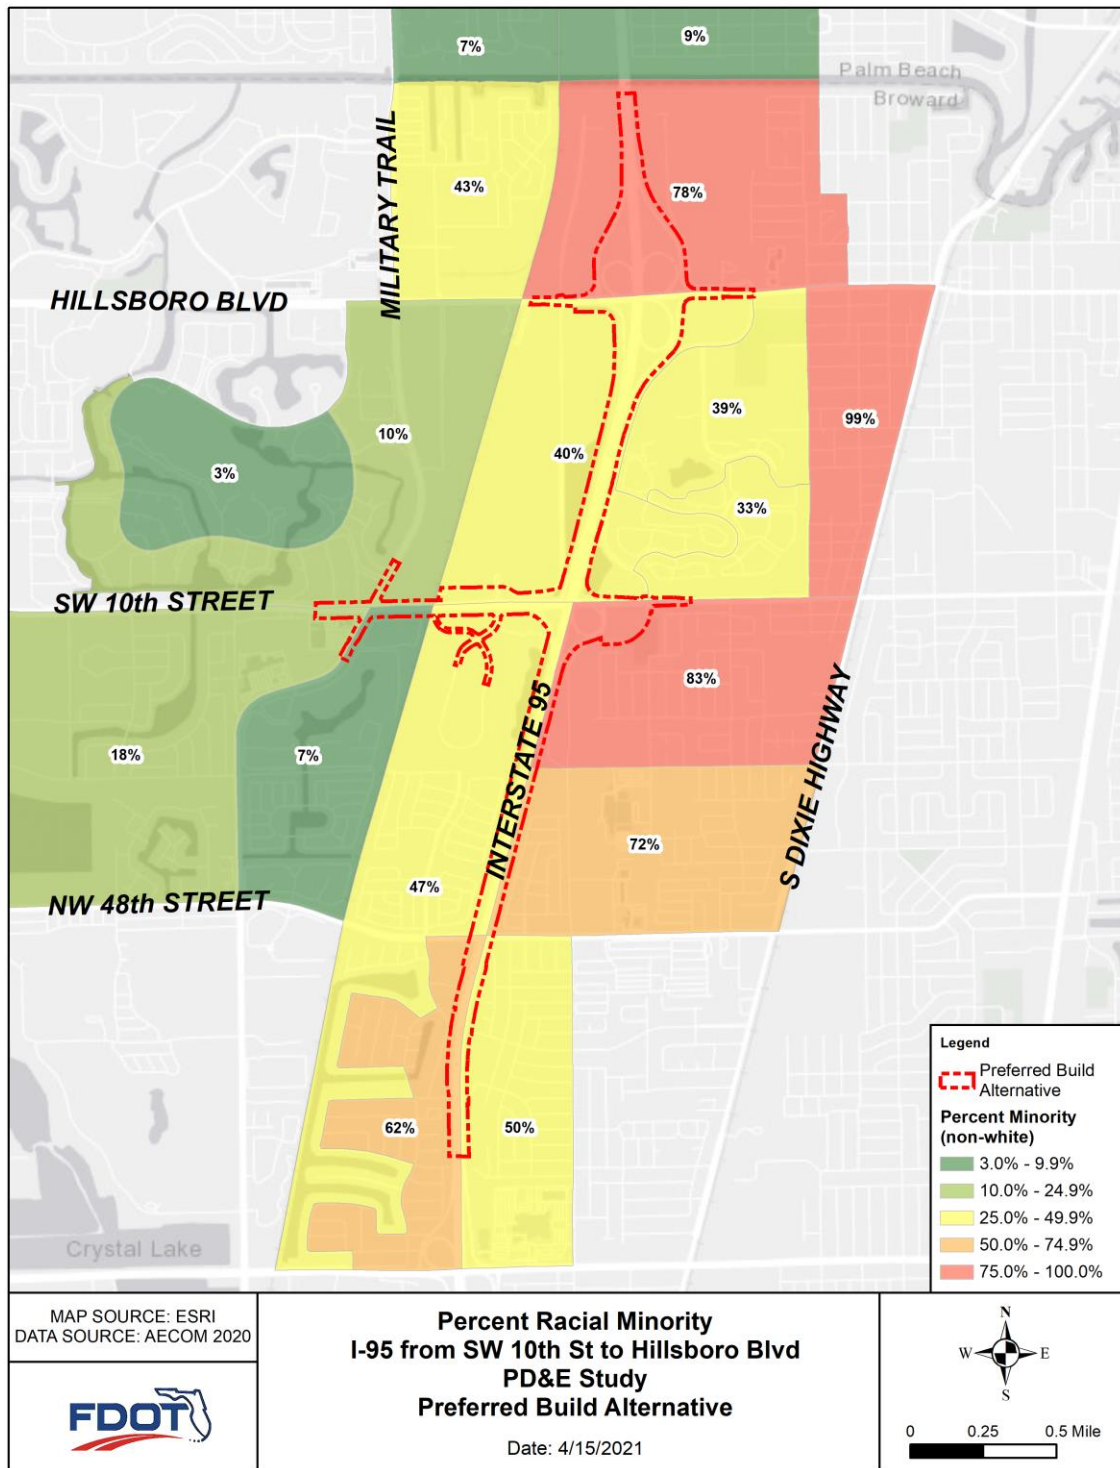 7%
9%
Palm Beach
Broward
MILITARY TRAIL
43%
78%
HILLSBORO BLVD
39%
99%
10%
40%
3%
33%
SW 10th STREET
83%
INTERSTATE 95
S DIXIE HIGHWAY
18%
7%
72%
47%
NW 48th STREET
62%
50%
Crystal Lake
Legend
Preferred Build
Alternative
Percent Minority
(non-white)
3.0% - 9.9%
10.0% - 24.9%
25.0% - 49.9%
50.0% - 74.9%
75.0% - 100.0%
MAP SOURCE: ESRI
DATA SOURCE: AECOM 2020
FDOT
Percent Racial Minority
I-95 from SW 10th St to Hillsboro Blvd
PD&E Study
Preferred Build Alternative
Date: 4/15/2021
N
W
E
S
0 0.25 0.5 Mile